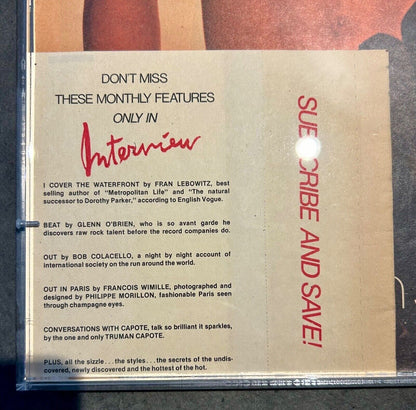 DON'T MISS
THESE MONTHLY FEATURES
ONLY IN
Interview
I COVER THE WATERFRONT by FRAN LEBOWITZ, best
selling author of "Metropolitan Life" and "The natural
successor to Dorothy Parker," according to English Vogue.
BEAT by GLENN O'BRIEN, who is so avant garde he
discovers raw rock talent before the record companies do.
OUT by BOB COLACELLO, a night by night account of
international society on the run around the world.
OUT IN PARIS by FRANCOIS WIMILLE, photographed and
designed by PHILIPPE MORILLON, fashionable Paris seen
through champagne eyes.
CONVERSATIONS WITH CAPOTE, talk so brilliant it sparkles,
by the one and only TRUMAN CAPOTE.
PLUS, all the sizzle . . . the styles . . . the secrets of the undis-
covered, newly discovered and the hottest of the hot.
SUBSCRIBE AND SAVE!